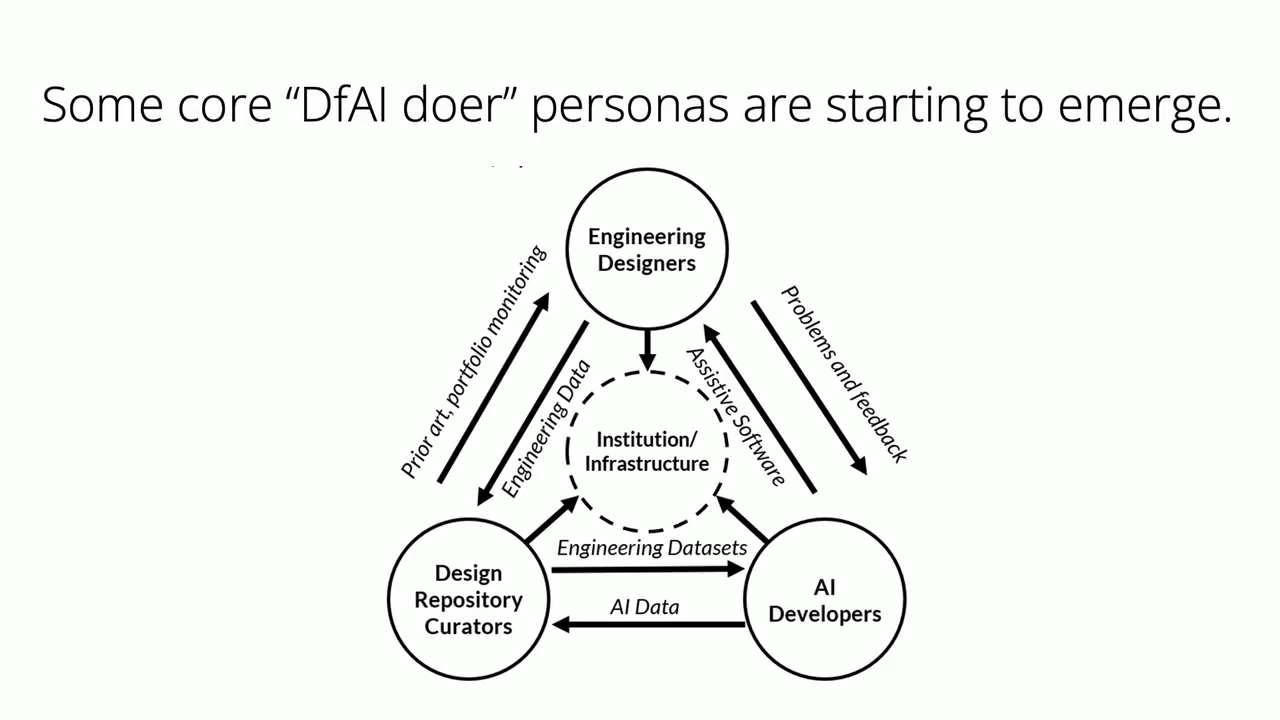 Some core “DfAI doer” personas are starting to emerge.
Engineering
Designers
Prior art, portfolio monitoring
Engineering Data
Assistive Software
Problems and feedback
Institution/
Infrastructure
Design
Repository
Curators
Engineering Datasets
AI Data
AI
Developers